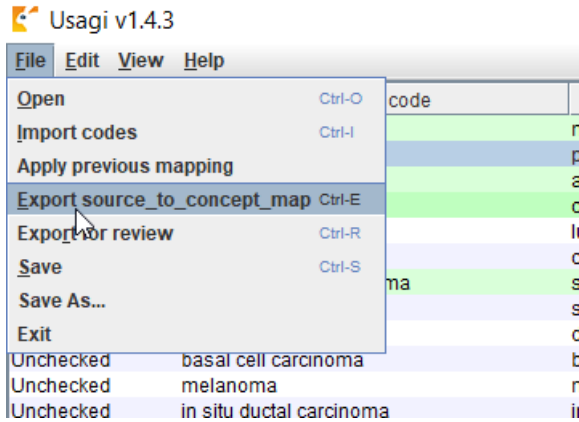 Usagi v1.4.3
File Edit View Help
Open Ctrl-O code
Import codes Ctrl-I
Apply previous mapping
Export source_to_concept_map Ctrl-E
Export for review Ctrl-R
Save Ctrl-S
Save As...
Exit
Unchecked basal cell carcinoma
Unchecked melanoma
Unchecked in situ ductal carcinoma